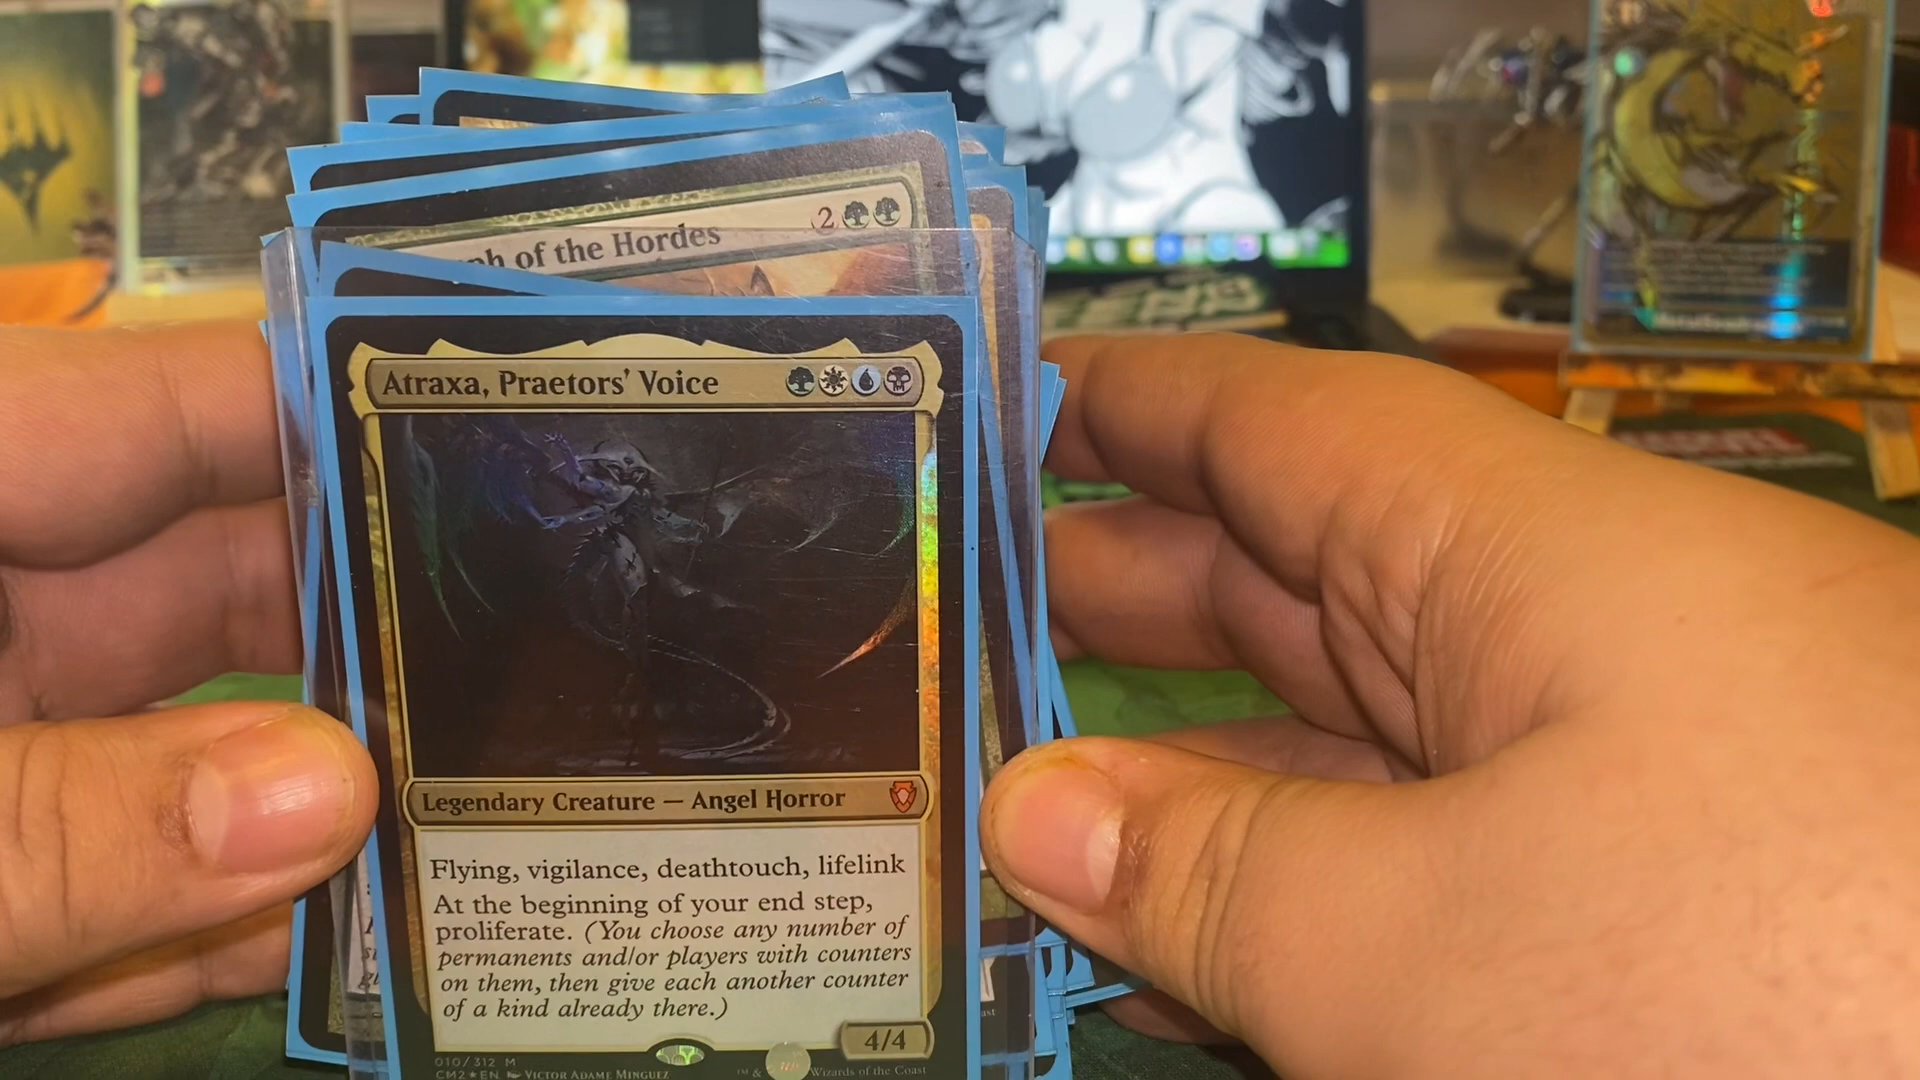 2
ph of the Hordes
Atraxa, Praetors' Voice
Legendary Creature — Angel Horror
Flying, vigilance, deathtouch, lifelink
At the beginning of your end step,
proliferate. (You choose any number of
permanents and/or players with counters
on them, then give each another counter
of a kind already there.)
4/4
010/312 M
CM2★EN Victor Adame Minguez
™ & Wizards of the Coast